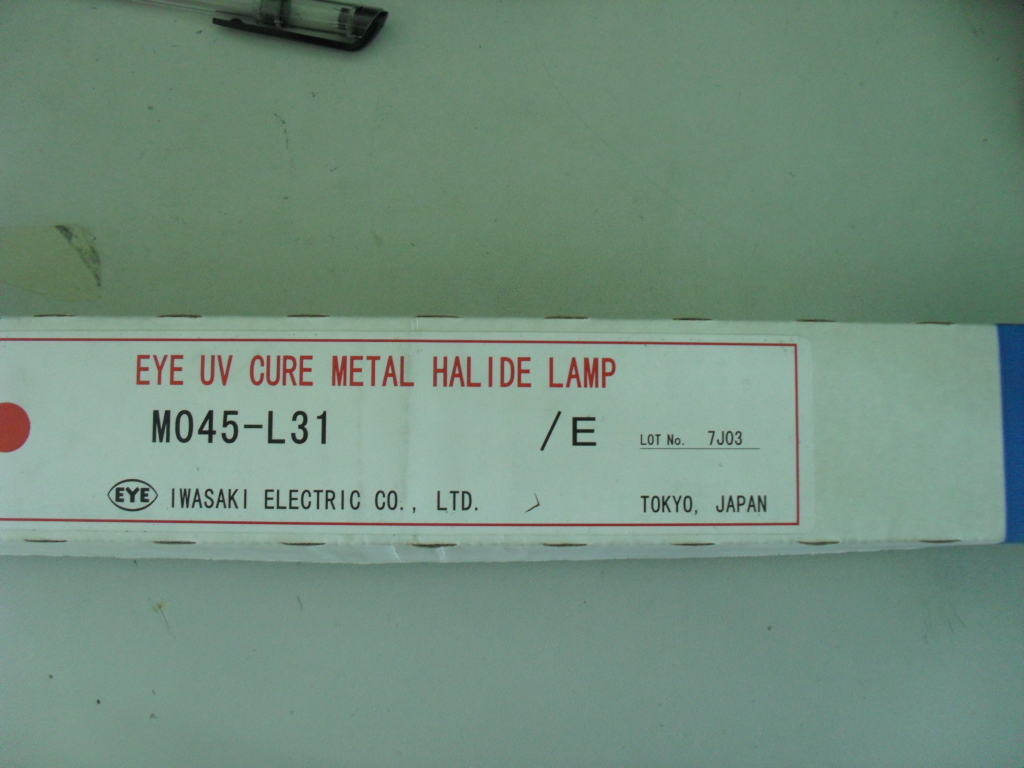 EYE UV CURE METAL HALIDE LAMP
M045-L31 /E LOT No. 7J03
EYE IWASAKI ELECTRIC CO., LTD. TOKYO, JAPAN